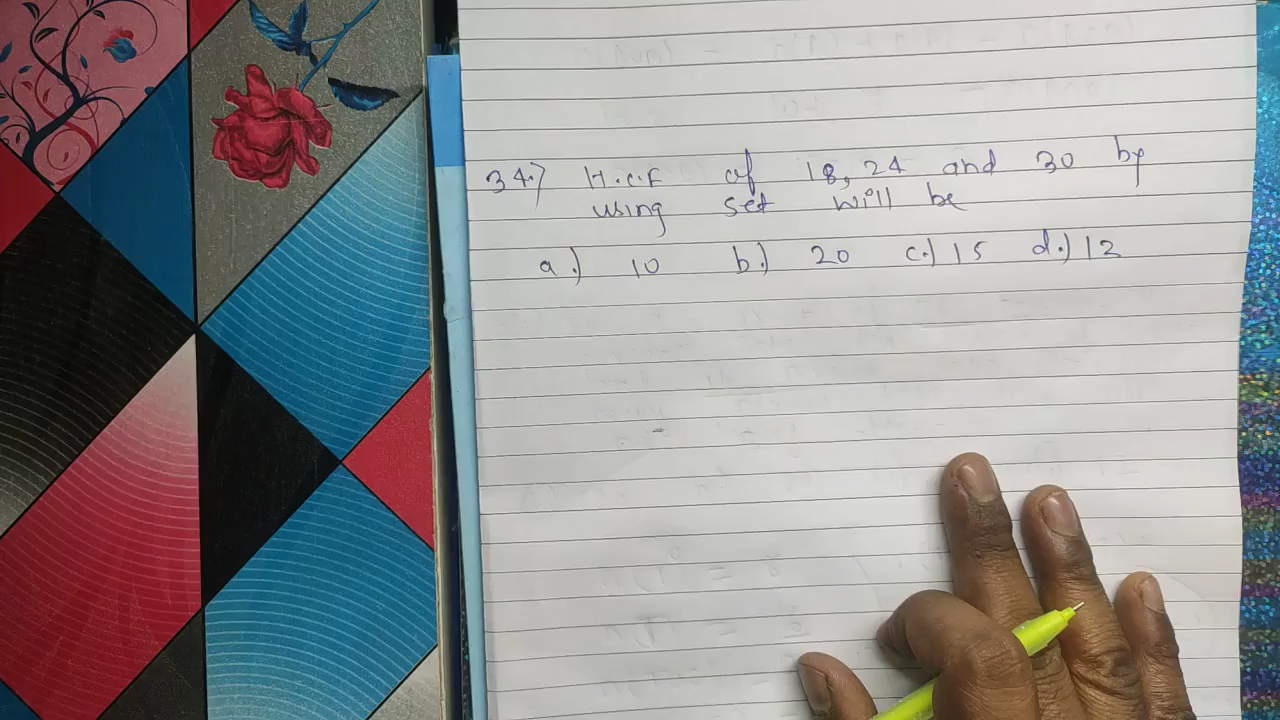 34.) H.C.F of 18, 24 and 30 by
using set will be
a.) 10 b.) 20 c.) 15 d.) 12